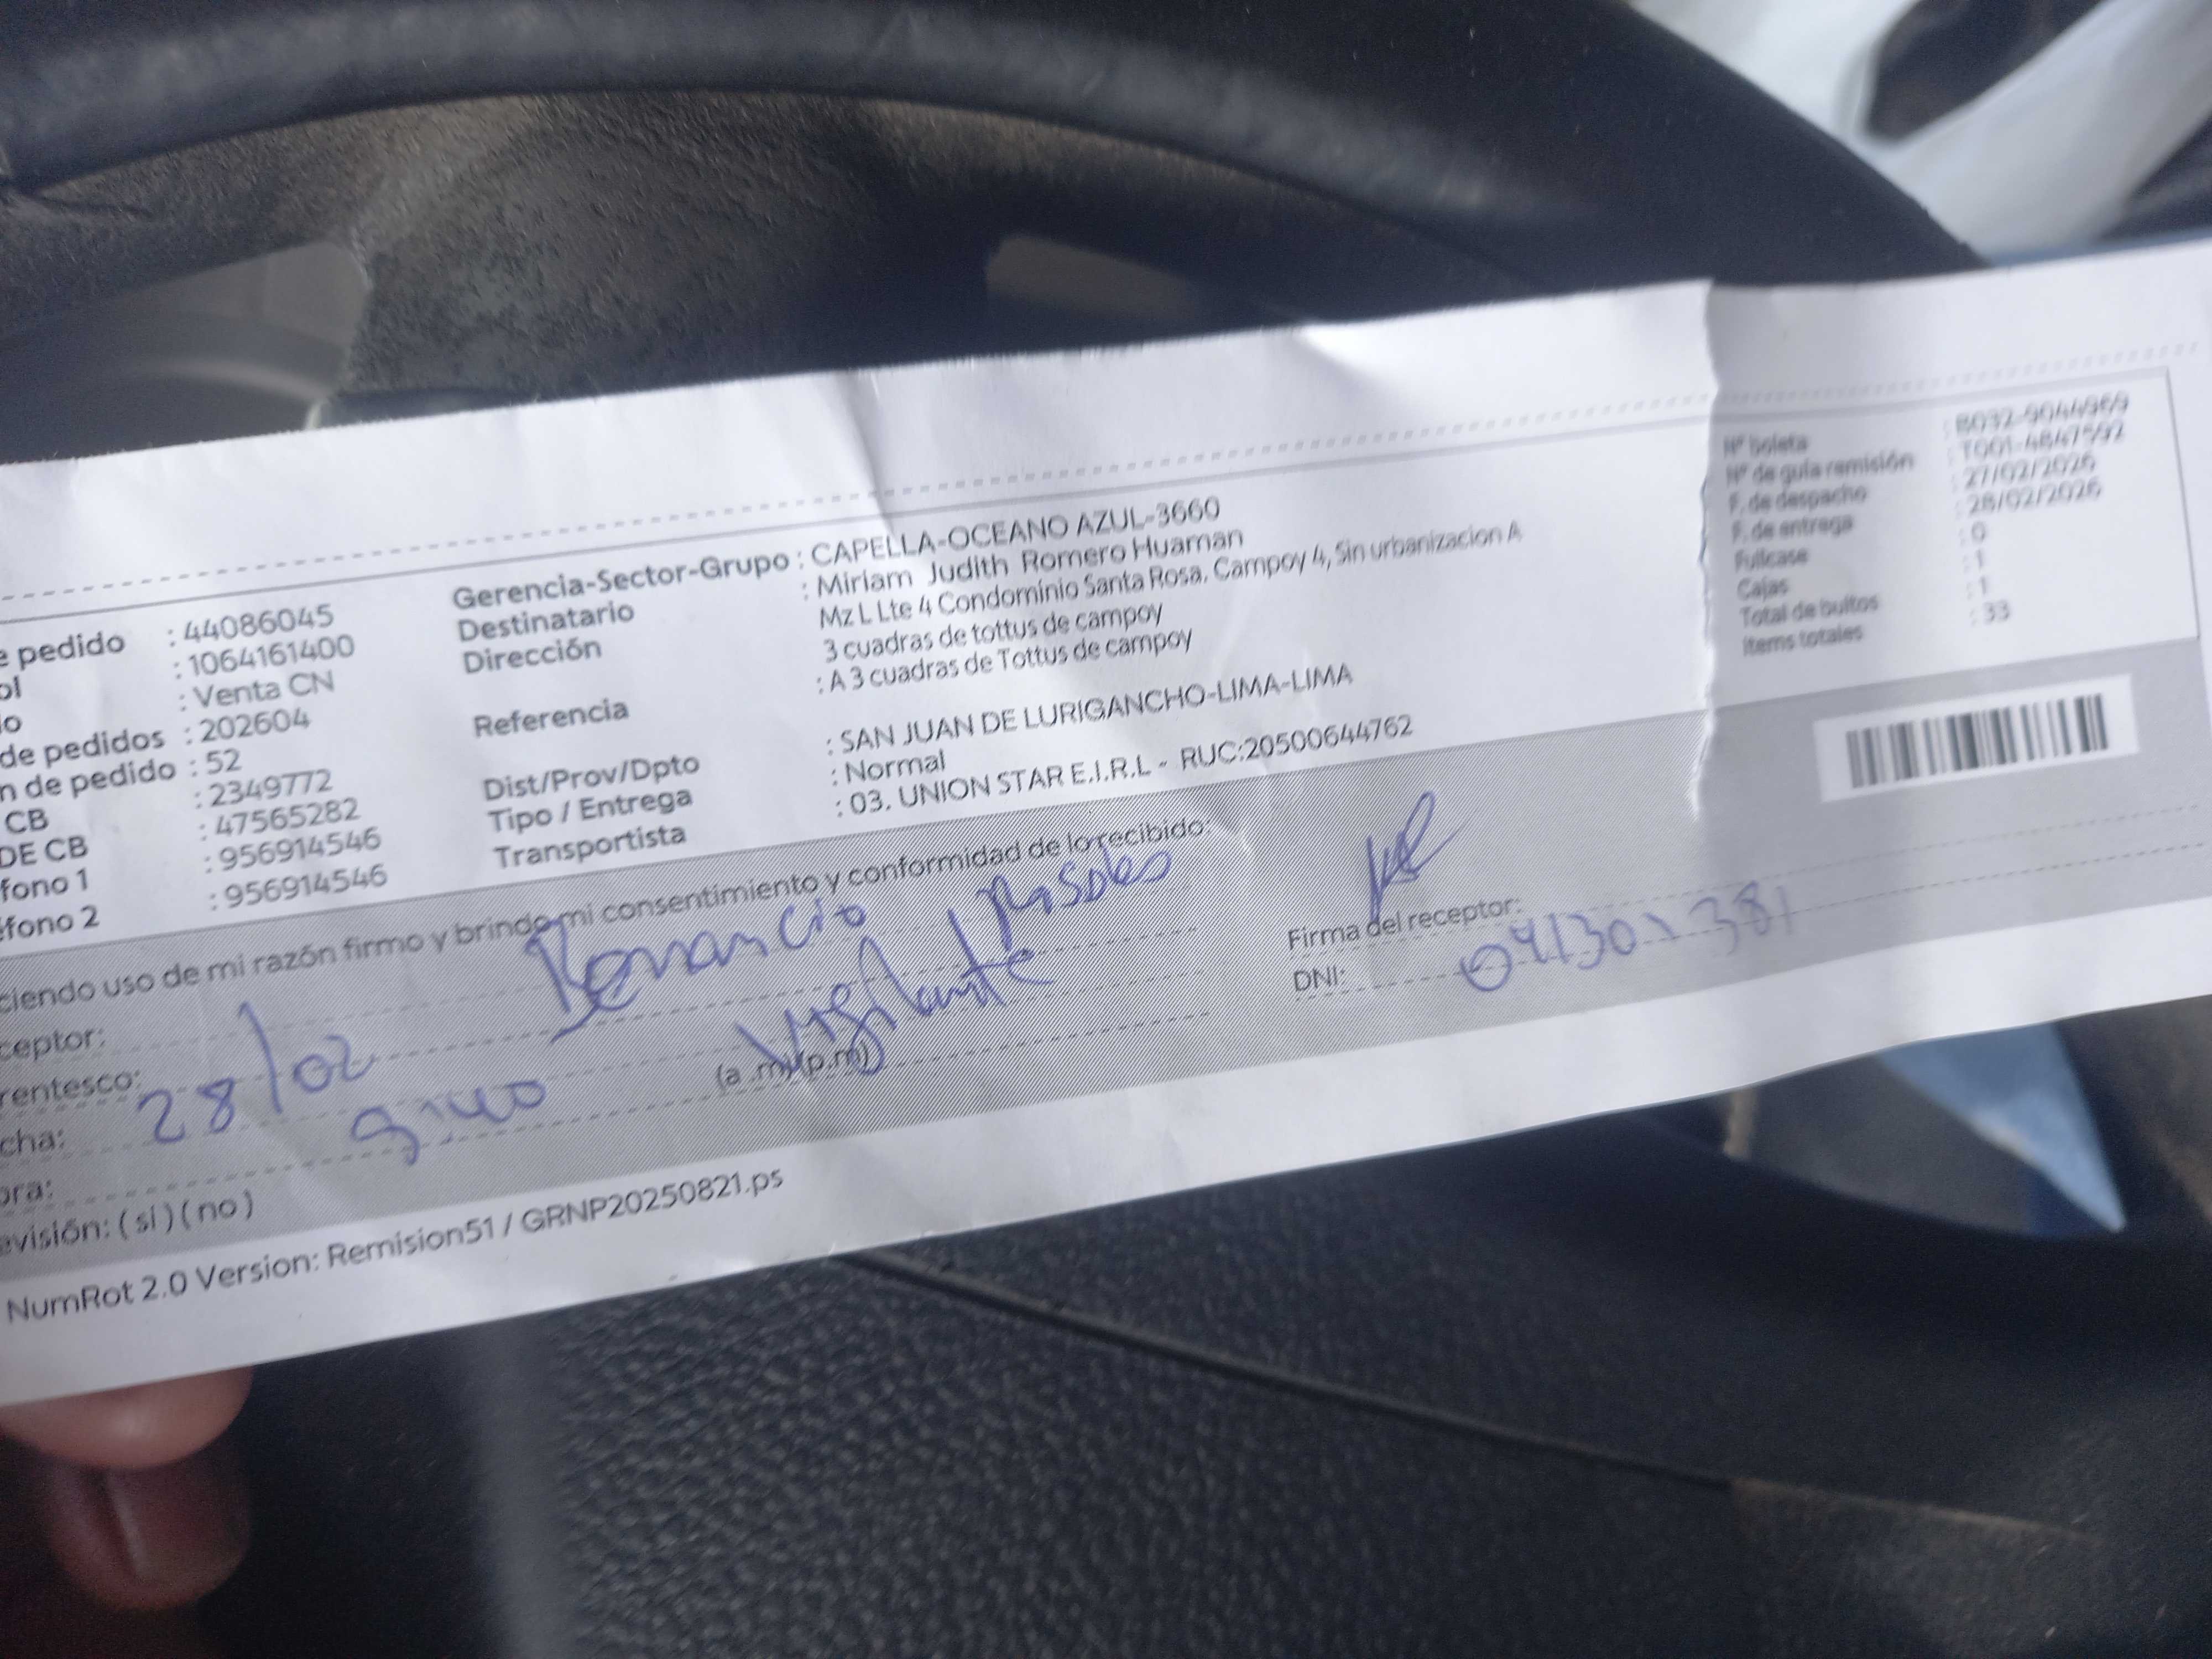 e pedido : 44086045
ol : 1064161400
o : Venta CN
de pedidos : 202604
n de pedido : 52
CB : 2349772
DE CB : 47565282
fono 1 : 956914546
fono 2 : 956914546
Gerencia-Sector-Grupo : CAPELLA-OCEANO AZUL-3660
Destinatario : Miriam Judith Romero Huaman
Dirección Mz L Lte 4 Condominio Santa Rosa. Campoy 4, Sin urbanizacion A
3 cuadras de tottus de campoy
Referencia : A 3 cuadras de Tottus de campoy
Dist/Prov/Dpto : SAN JUAN DE LURIGANCHO-LIMA-LIMA
Tipo / Entrega : Normal
Transportista : 03. UNION STAR E.I.R.L - RUC:20500644762
N° boleta : B032-9044969
N° de guía remisión : T001-4847592
F. de despacho : 27/02/2026
F. de entrega : 28/02/2026
Fullcase : 0
Cajas : 1
Total de bultos : 1
Ítems totales : 33
ciendo uso de mi razón firmo y brindo mi consentimiento y conformidad de lo recibido:
ceptor:
rentesco: Vigilante
cha: 28/02
ora: 9:40 (a .m)(p.m)
evisión: ( si ) ( no )
Firma del receptor:
DNI:
NumRot 2.0 Version: Remision51 / GRNP20250821.ps